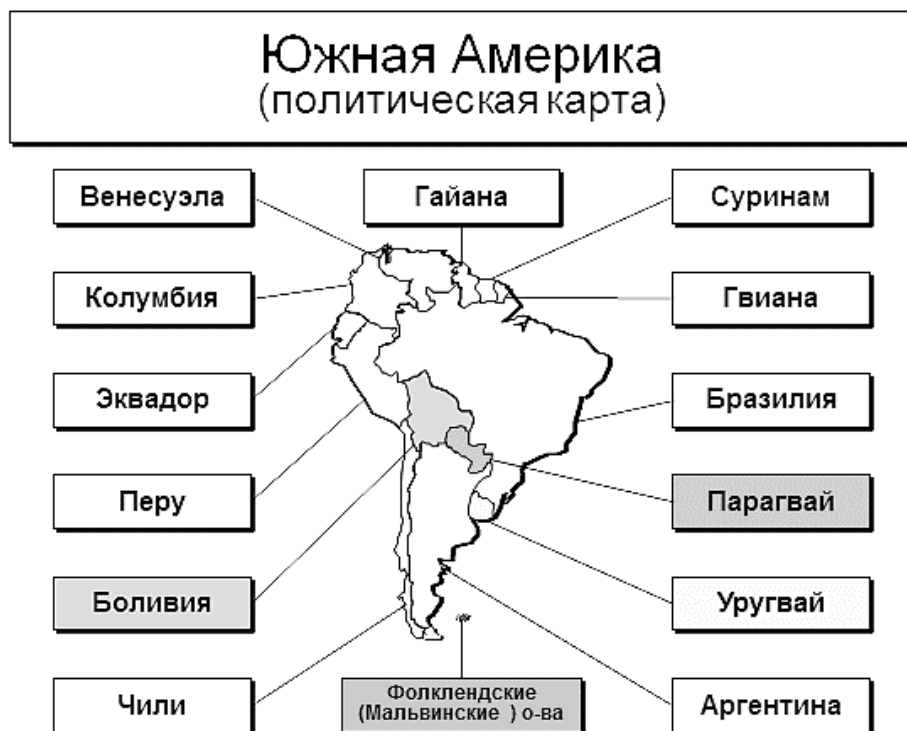 Южная Америка
(политическая карта)
Венесуэла
Гайана
Суринам
Колумбия
Гвиана
Эквадор
Бразилия
Перу
Парагвай
Боливия
Уругвай
Чили
Фолклендские
(Мальвинские ) о-ва
Аргентина